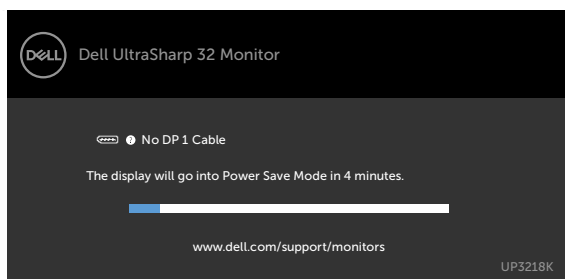 DELL
Dell UltraSharp 32 Monitor
? No DP 1 Cable
The display will go into Power Save Mode in 4 minutes.
www.dell.com/support/monitors
UP3218K